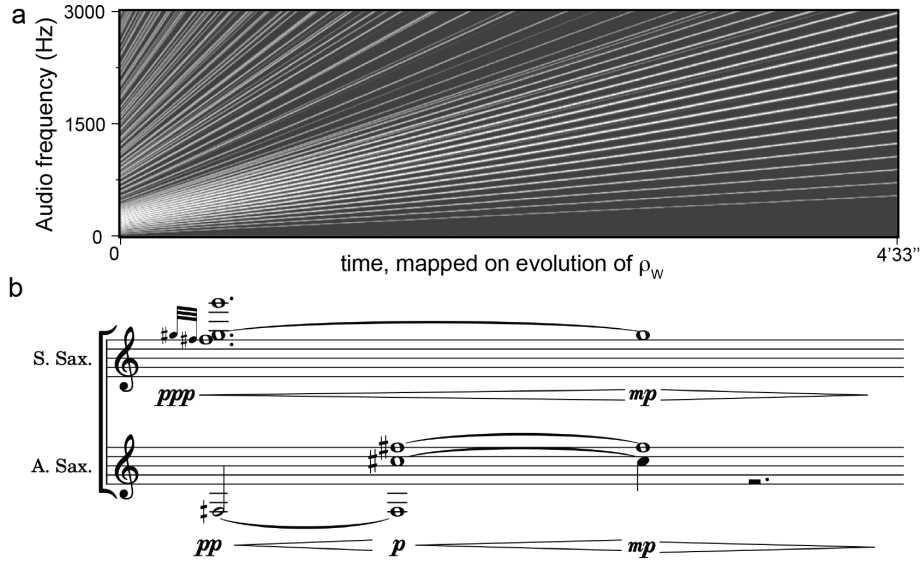 a
3000
1500
0
Audio frequency (Hz)
0
4'33’’
time, mapped on evolution of ρw
b
S. Sax.
ppp
mp
A. Sax.
pp
p
mp